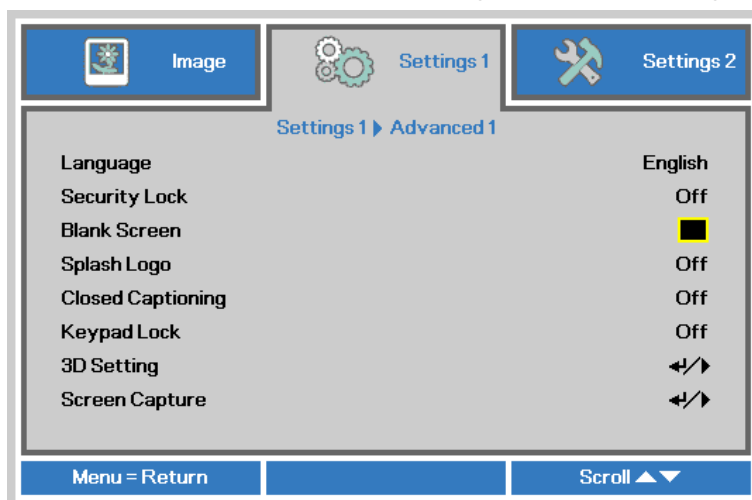 Image
Settings 1
Settings 2
Settings 1 Advanced 1
Language English
Security Lock Off
Blank Screen
Splash Logo Off
Closed Captioning Off
Keypad Lock Off
3D Setting
Screen Capture
Menu = Return Scroll